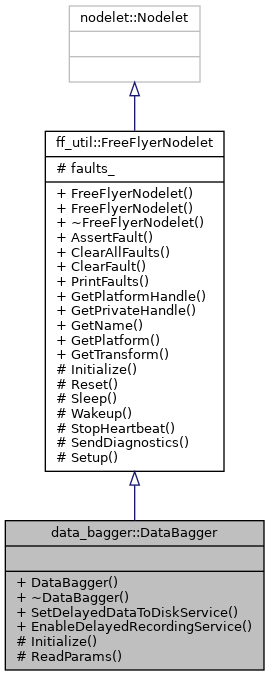 nodelet::Nodelet
ff_util::FreeFlyerNodelet
# faults_
+ FreeFlyerNodelet()
+ FreeFlyerNodelet()
+ ~FreeFlyerNodelet()
+ AssertFault()
+ ClearAllFaults()
+ ClearFault()
+ PrintFaults()
+ GetPlatformHandle()
+ GetPrivateHandle()
+ GetName()
+ GetPlatform()
+ GetTransform()
# Initialize()
# Reset()
# Sleep()
# Wakeup()
# StopHeartbeat()
# SendDiagnostics()
# Setup()
data_bagger::DataBagger
+ DataBagger()
+ ~DataBagger()
+ SetDelayedDataToDiskService()
+ EnableDelayedRecordingService()
# Initialize()
# ReadParams()